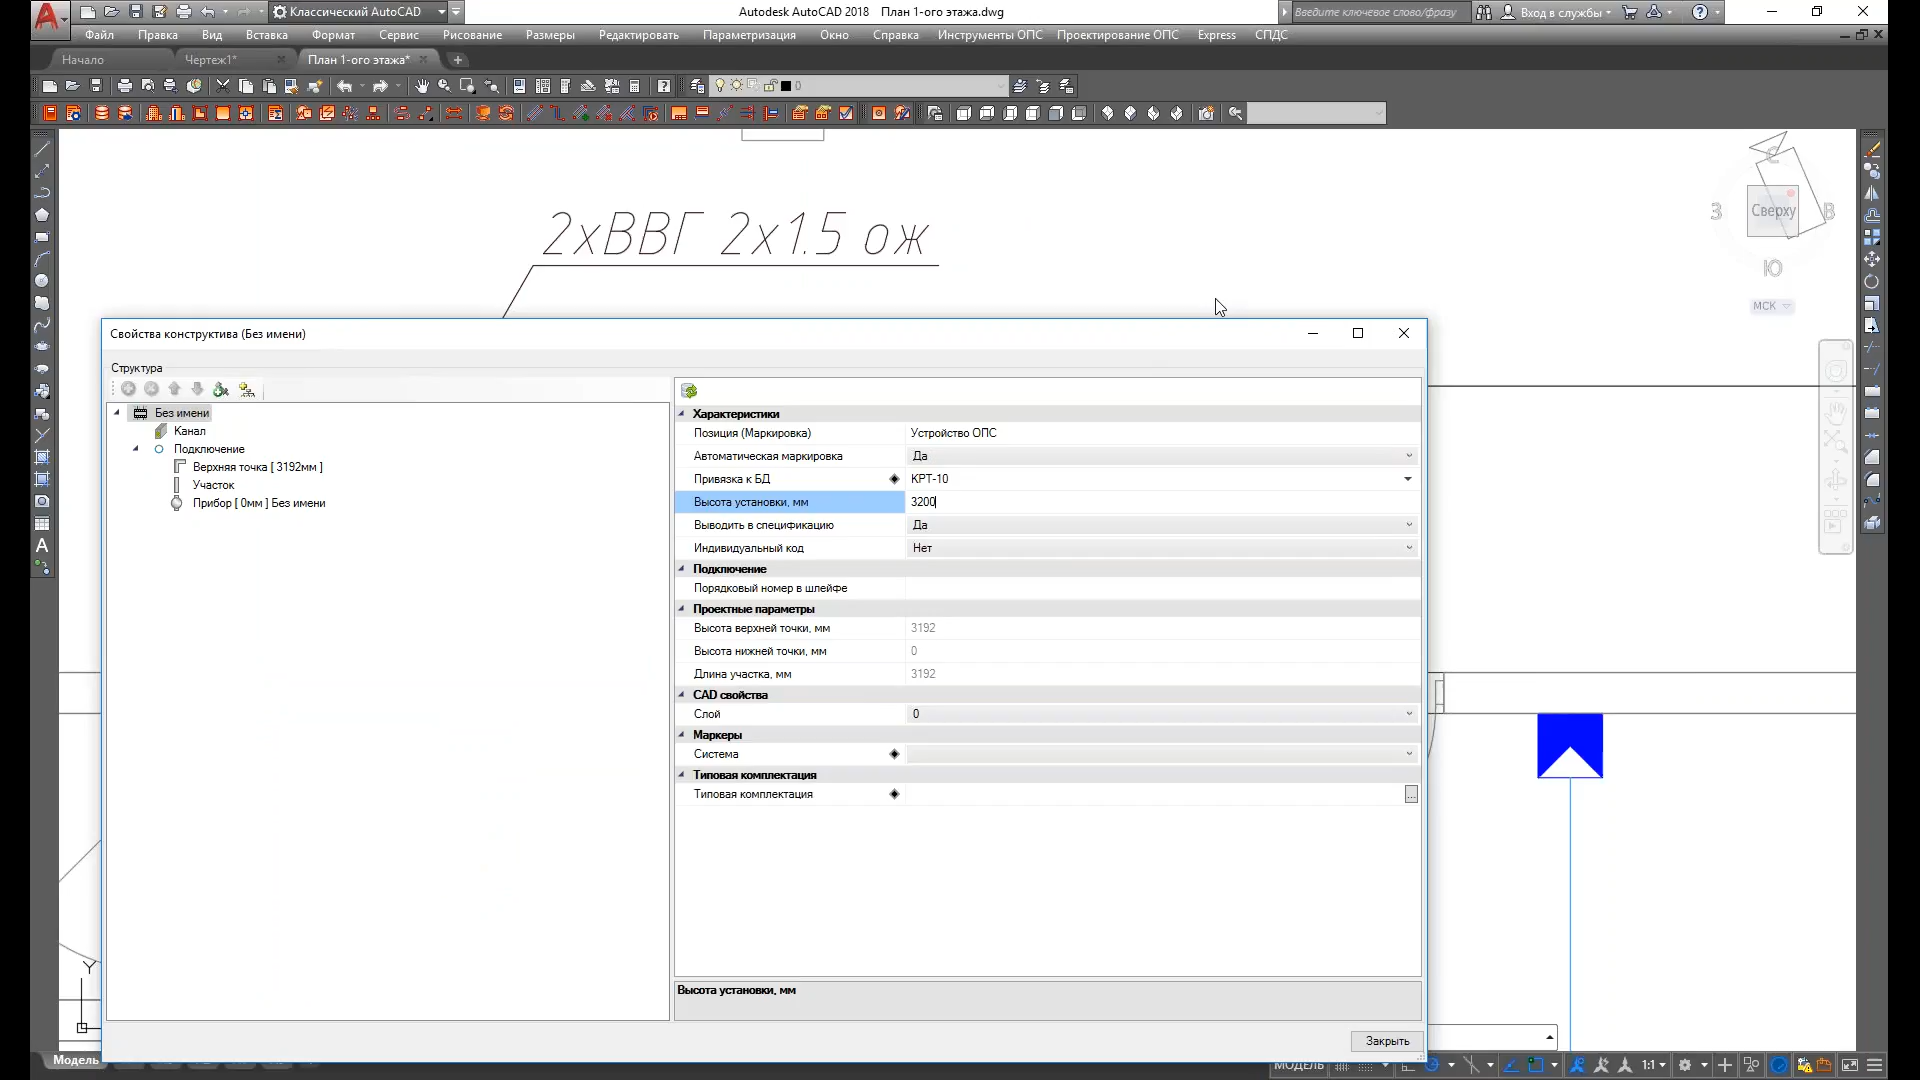 Классический AutoCAD
Autodesk AutoCAD 2018 План 1-ого этажа.dwg
Введите ключевое слово/фразу
Вход в службы
Файл Правка Вид Вставка Формат Сервис Рисование Размеры Редактировать Параметризация Окно Справка Инструменты ОПС Проектирование ОПС Express СПДС
Начало Чертеж1* План 1-ого этажа*
0
2хВВГ 2х1.5 ож
С
З Сверху В
Ю
МСК
Свойства конструктива (Без имени)
Структура
Без имени
Канал
Подключение
Верхняя точка [ 3192мм ]
Участок
Прибор [ 0мм ] Без имени
Характеристики
Позиция (Маркировка) Устройство ОПС
Автоматическая маркировка Да
Привязка к БД КРТ-10
Высота установки, мм 3200
Выводить в спецификацию Да
Индивидуальный код Нет
Подключение
Порядковый номер в шлейфе
Проектные параметры
Высота верхней точки, мм 3192
Высота нижней точки, мм 0
Длина участка, мм 3192
CAD свойства
Слой 0
Маркеры
Система
Типовая комплектация
Типовая комплектация ...
Высота установки, мм
Закрыть
Y
A
Модель
МОДЕЛЬ 1:1